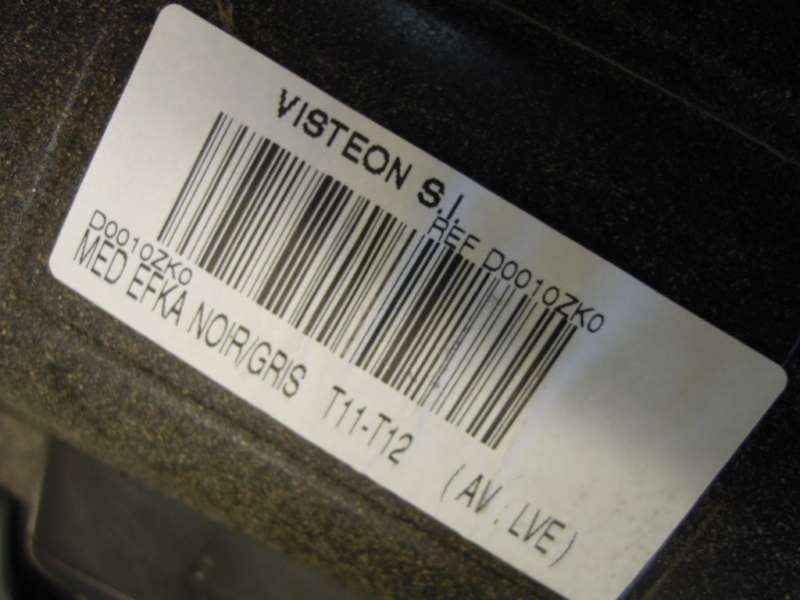 VISTEON S.I.
REF D0010ZK0
D0010ZK0
MED EFKA NOIR/GRIS T11-T12 (AV : LVE)